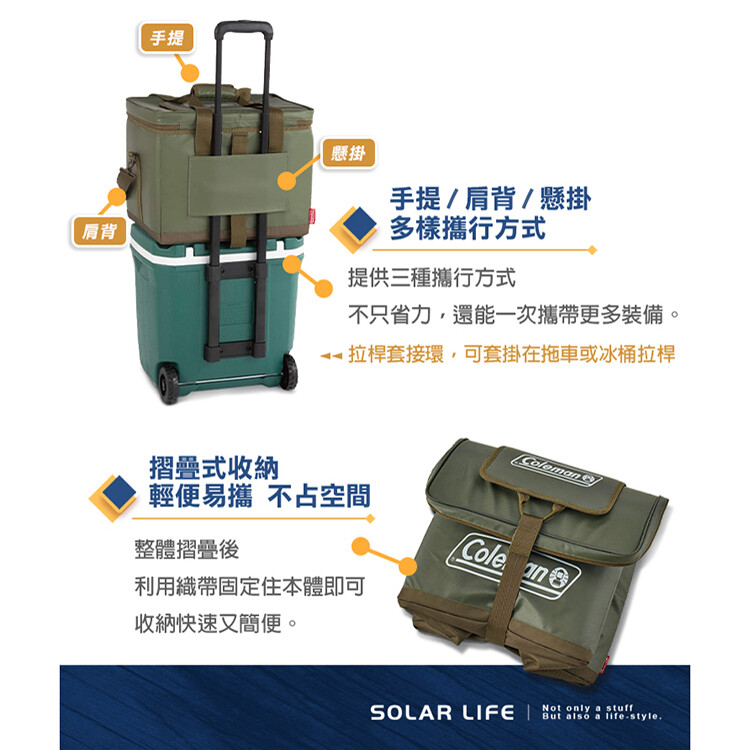 手提
懸掛
肩背
手提 / 肩背 / 懸掛
多樣攜行方式
提供三種攜行方式
不只省力，還能一次攜帶更多裝備。
◄◄ 拉桿套接環，可套掛在拖車或冰桶拉桿
摺疊式收納
輕便易攜 不占空間
整體摺疊後
利用織帶固定住本體即可
收納快速又簡便。
Coleman
Coleman
SOLAR LIFE | Not only a stuff
But also a life-style.